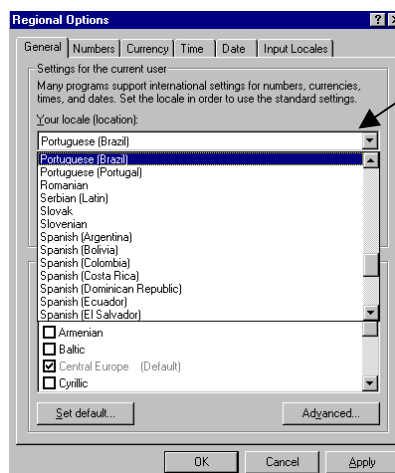 Regional Options
General Numbers Currency Time Date Input Locales
Settings for the current user
Many programs support international settings for numbers, currencies,
times, and dates. Set the locale in order to use the standard settings.
Your locale (location):
Portuguese (Brazil)
Portuguese (Brazil)
Portuguese (Portugal)
Romanian
Serbian (Latin)
Slovak
Slovenian
Spanish (Argentina)
Spanish (Bolivia)
Spanish (Colombia)
Spanish (Costa Rica)
Spanish (Dominican Republic)
Spanish (Ecuador)
Spanish (El Salvador)
Armenian
Baltic
Central Europe (Default)
Cyrillic
Set default... Advanced...
OK Cancel Apply